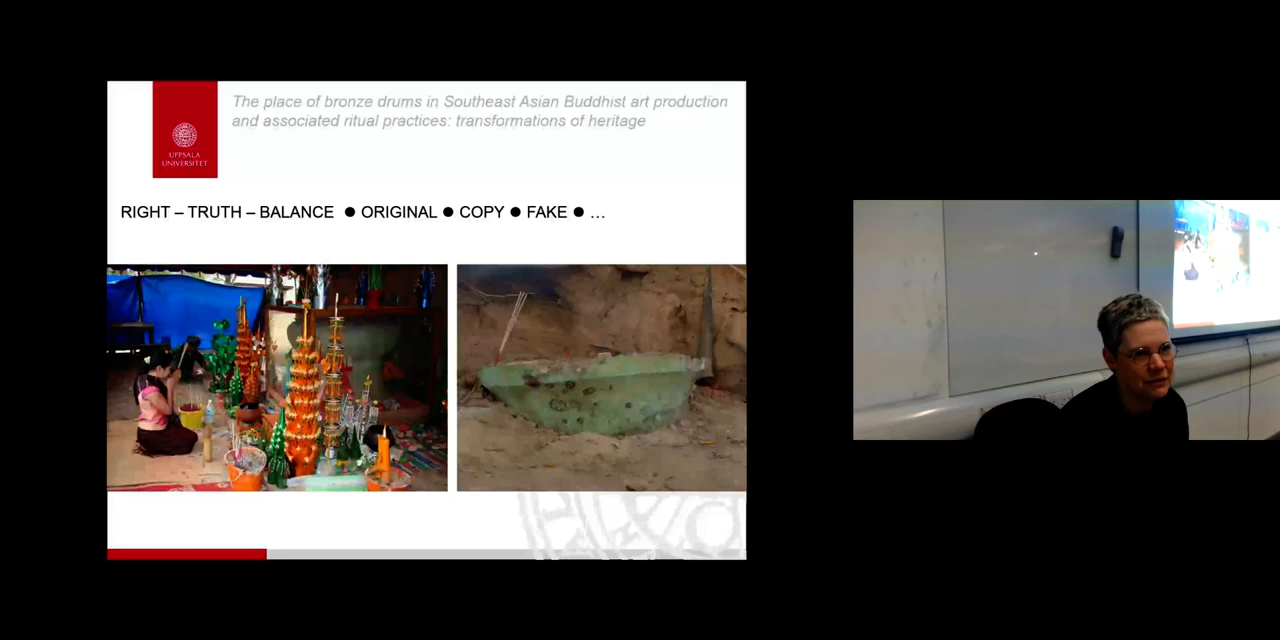 The place of bronze drums in Southeast Asian Buddhist art production
and associated ritual practices: transformations of heritage
UPPSALA
UNIVERSITET
RIGHT – TRUTH – BALANCE ● ORIGINAL ● COPY ● FAKE ● …